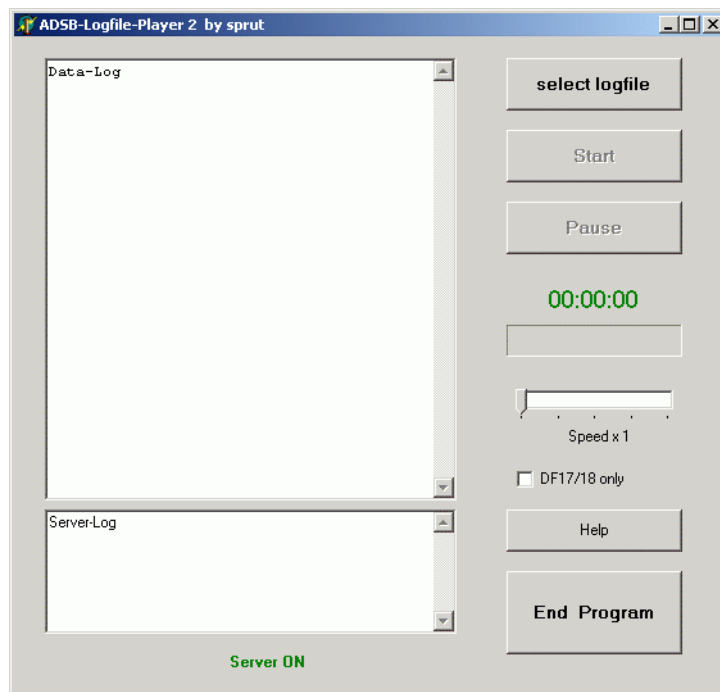 ADSB-Logfile-Player 2 by sprut
Data-Log
select logfile
Start
Pause
00:00:00
Speed x 1
DF17/18 only
Server-Log
Help
End Program
Server ON